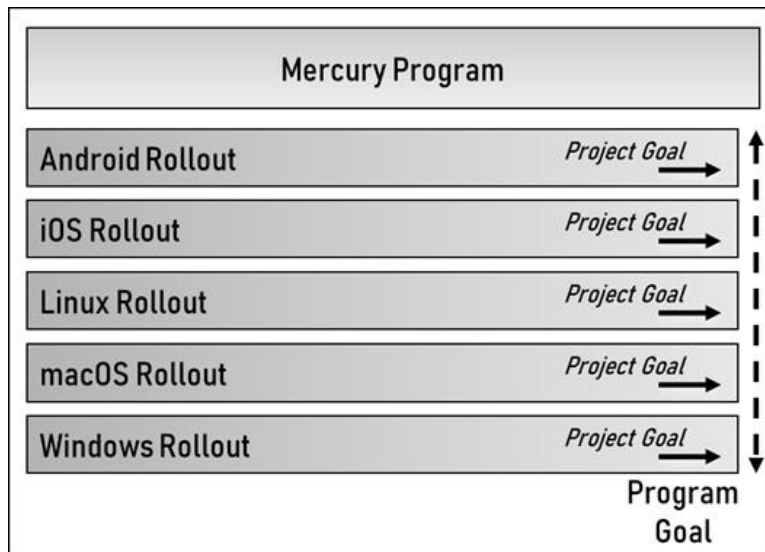 Mercury Program
Android Rollout Project Goal
iOS Rollout Project Goal
Linux Rollout Project Goal
macOS Rollout Project Goal
Windows Rollout Project Goal
Program
Goal